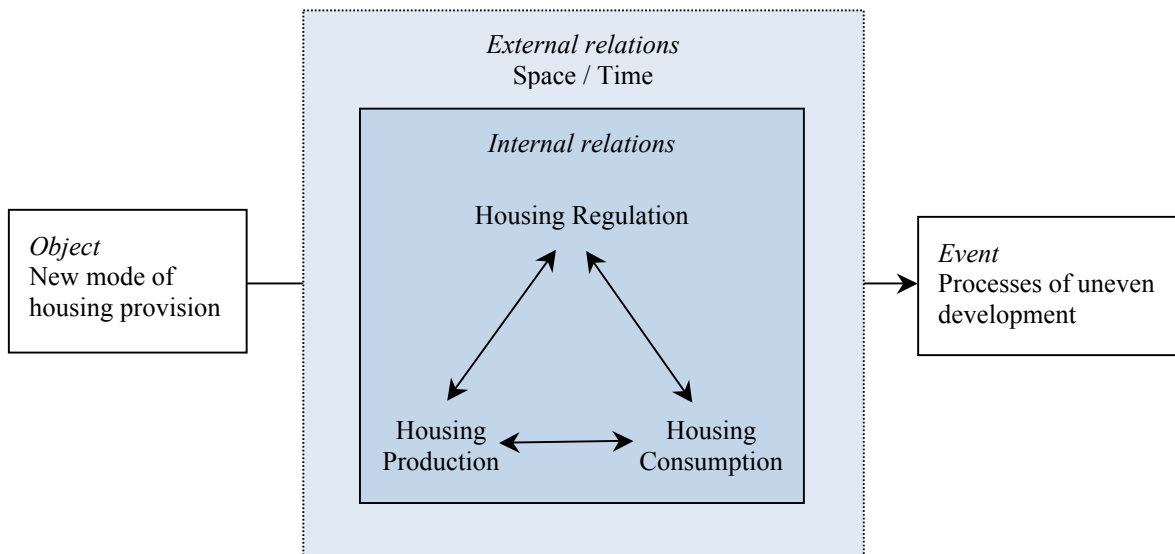 External relations
Space / Time
Internal relations
Housing Regulation
Object
New mode of
housing provision
Event
Processes of uneven
development
Housing
Production
Housing
Consumption